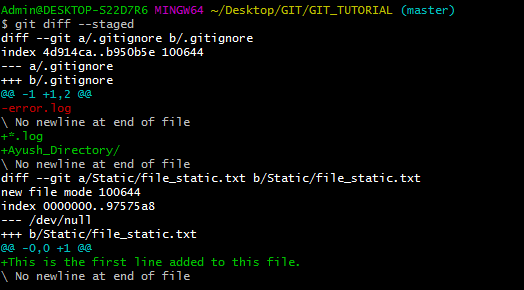 Admin@DESKTOP-S22D7R6 MINGW64 ~/Desktop/GIT/GIT_TUTORIAL (master)
$ git diff --staged
diff --git a/.gitignore b/.gitignore
index 4d914ca..b950b5e 100644
--- a/.gitignore
+++ b/.gitignore
@@ -1 +1,2 @@
-error.log
\ No newline at end of file
+*.log
+Ayush_Directory/
\ No newline at end of file
diff --git a/Static/file_static.txt b/Static/file_static.txt
new file mode 100644
index 0000000..97575a8
--- /dev/null
+++ b/Static/file_static.txt
@@ -0,0 +1 @@
+This is the first line added to this file.
\ No newline at end of file